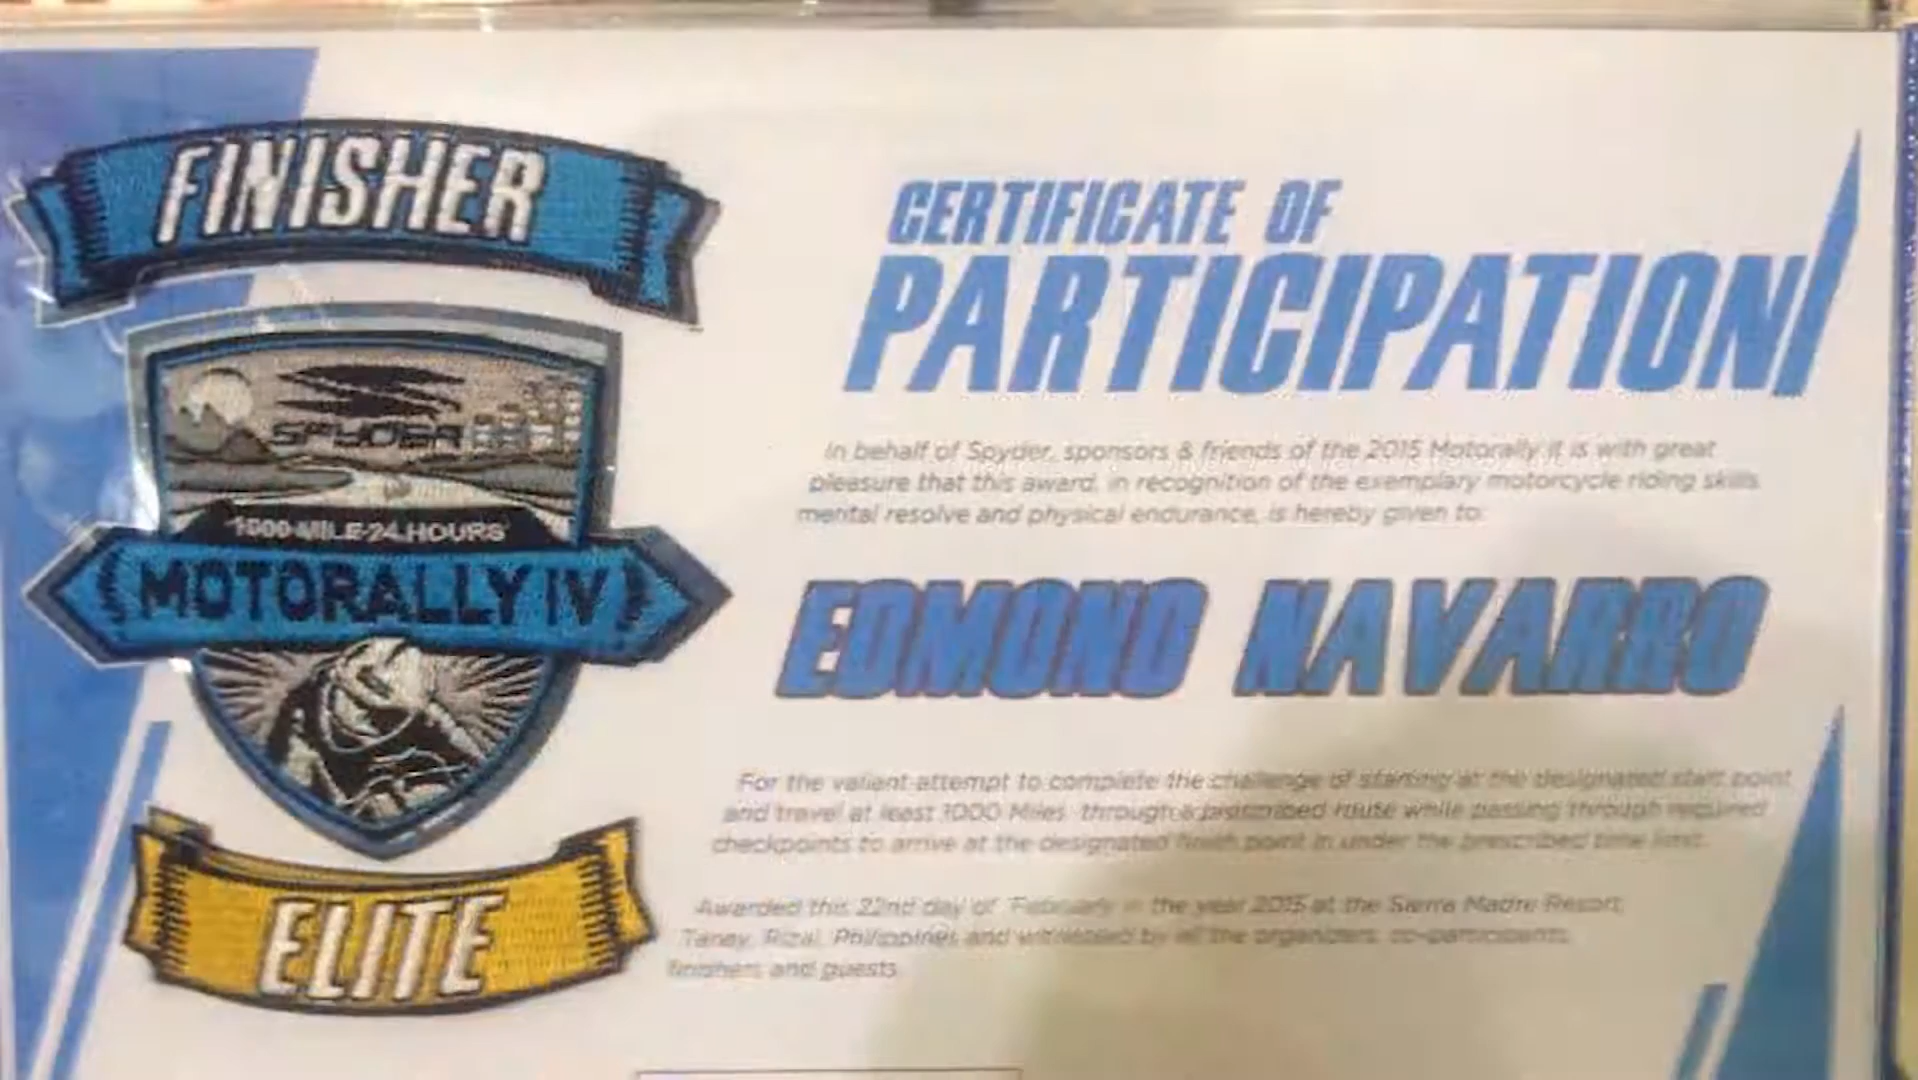 FINISHER
SPYDER
1000-MILE-24 HOURS
MOTORALLY IV
ELITE
CERTIFICATE OF
PARTICIPATION
In behalf of Spyder, sponsors & friends of the 2015 Motorally it is with great
pleasure that this award, in recognition of the exemplary motorcycle riding skills
mental resolve and physical endurance, is hereby given to:
EDMOND NAVARRO
For the valiant attempt to complete the challenge of starting at the designated start point
and travel at least 1000 Miles through a prescribed route while passing through required
checkpoints to arrive at the designated finish point in under the prescribed time limit.
Awarded this 22nd day of February in the year 2015 at the Sierra Madre Resort,
Tanay, Rizal, Philippines and witnessed by all the organizers, co-participants,
finishers and guests